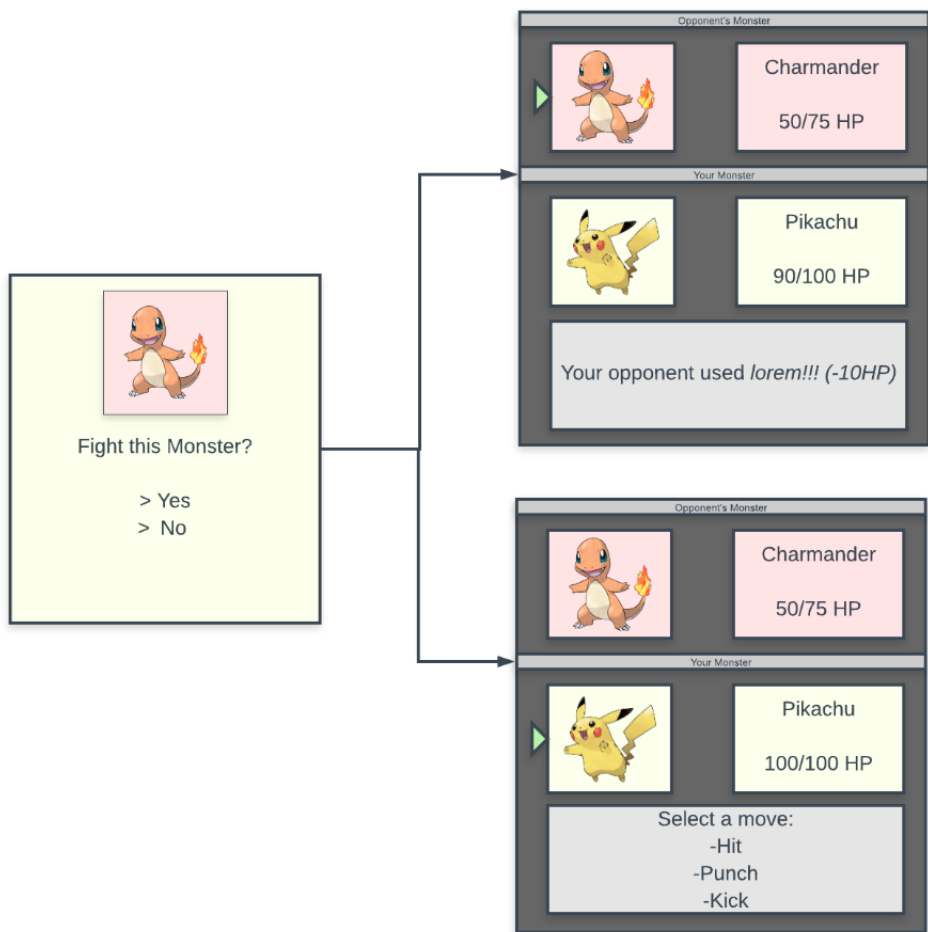 Fight this Monster?
> Yes
> No
Opponent's Monster
Charmander
50/75 HP
Your Monster
Pikachu
90/100 HP
Your opponent used lorem!!! (-10HP)
Opponent's Monster
Charmander
50/75 HP
Your Monster
Pikachu
100/100 HP
Select a move:
-Hit
-Punch
-Kick